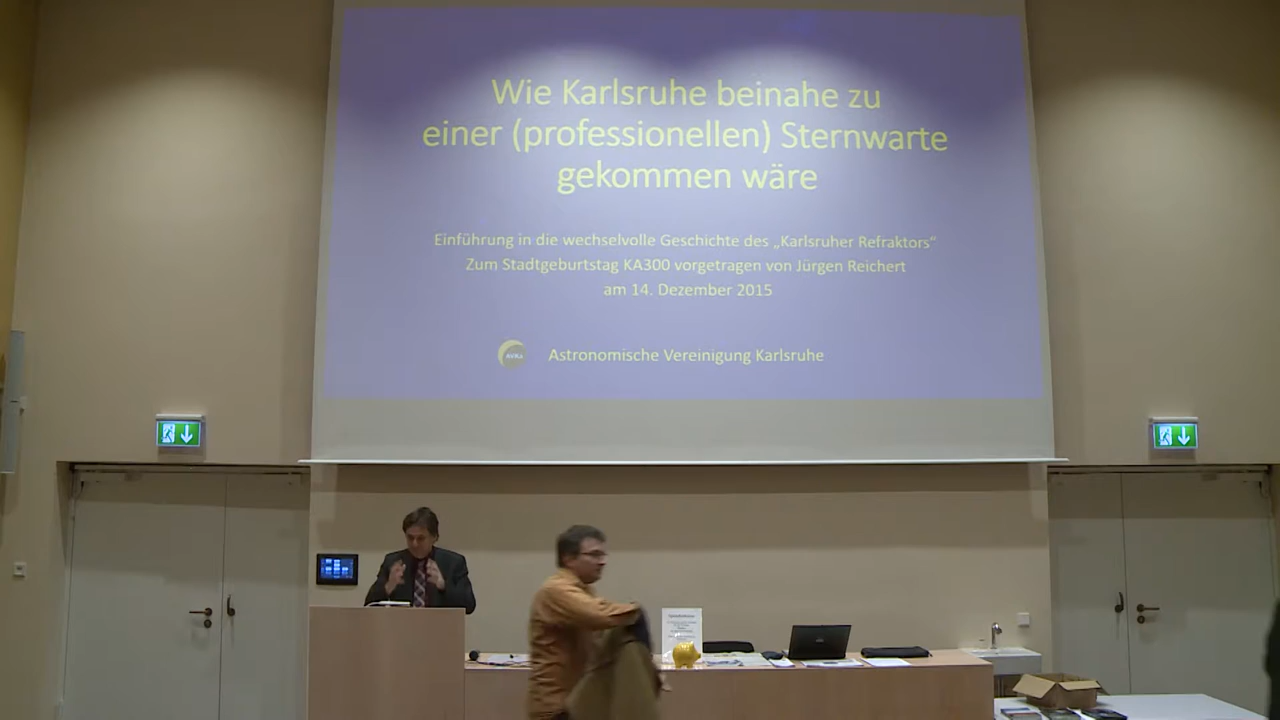 Wie Karlsruhe beinahe zu
einer (professionellen) Sternwarte
gekommen wäre
Einführung in die wechselvolle Geschichte des „Karlsruher Refraktors“
Zum Stadtgeburtstag KA300 vorgetragen von Jürgen Reichert
am 14. Dezember 2015
Astronomische Vereinigung Karlsruhe